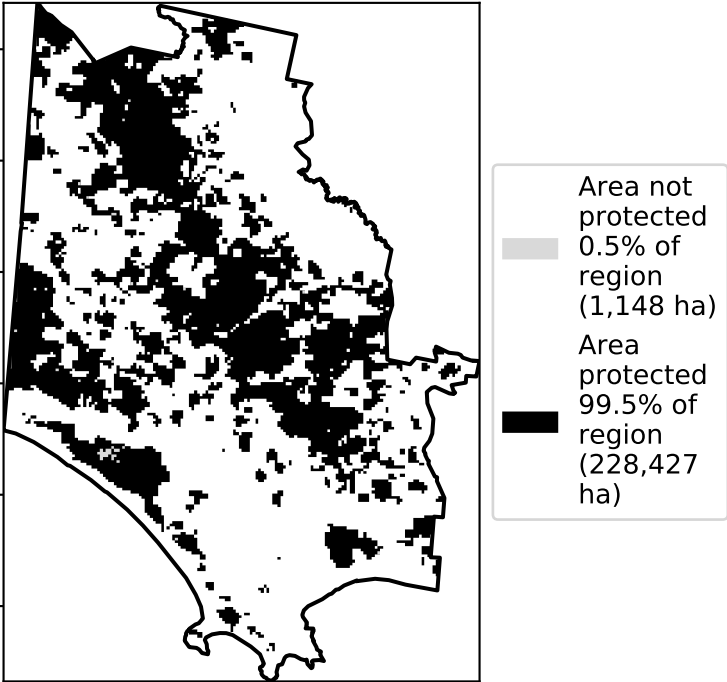 Area not
protected
0.5% of
region
(1,148 ha)
Area
protected
99.5% of
region
(228,427
ha)